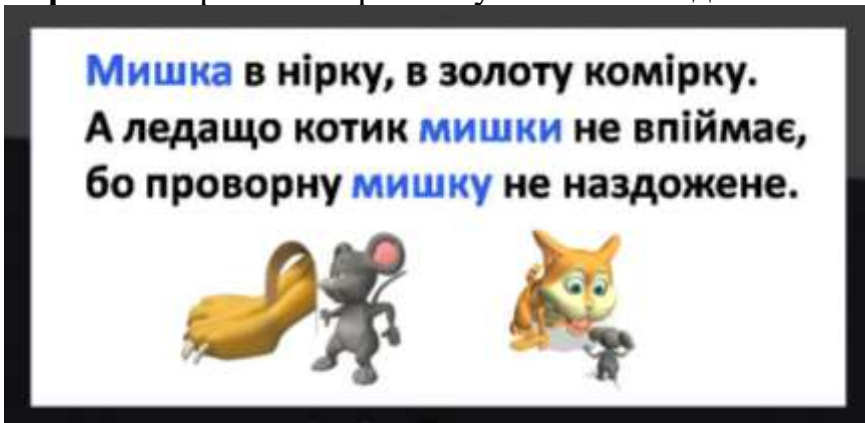 Мишка в нірку, в золоту комірку.
А ледащо котик мишки не впіймає,
бо проворну мишку не наздожене.